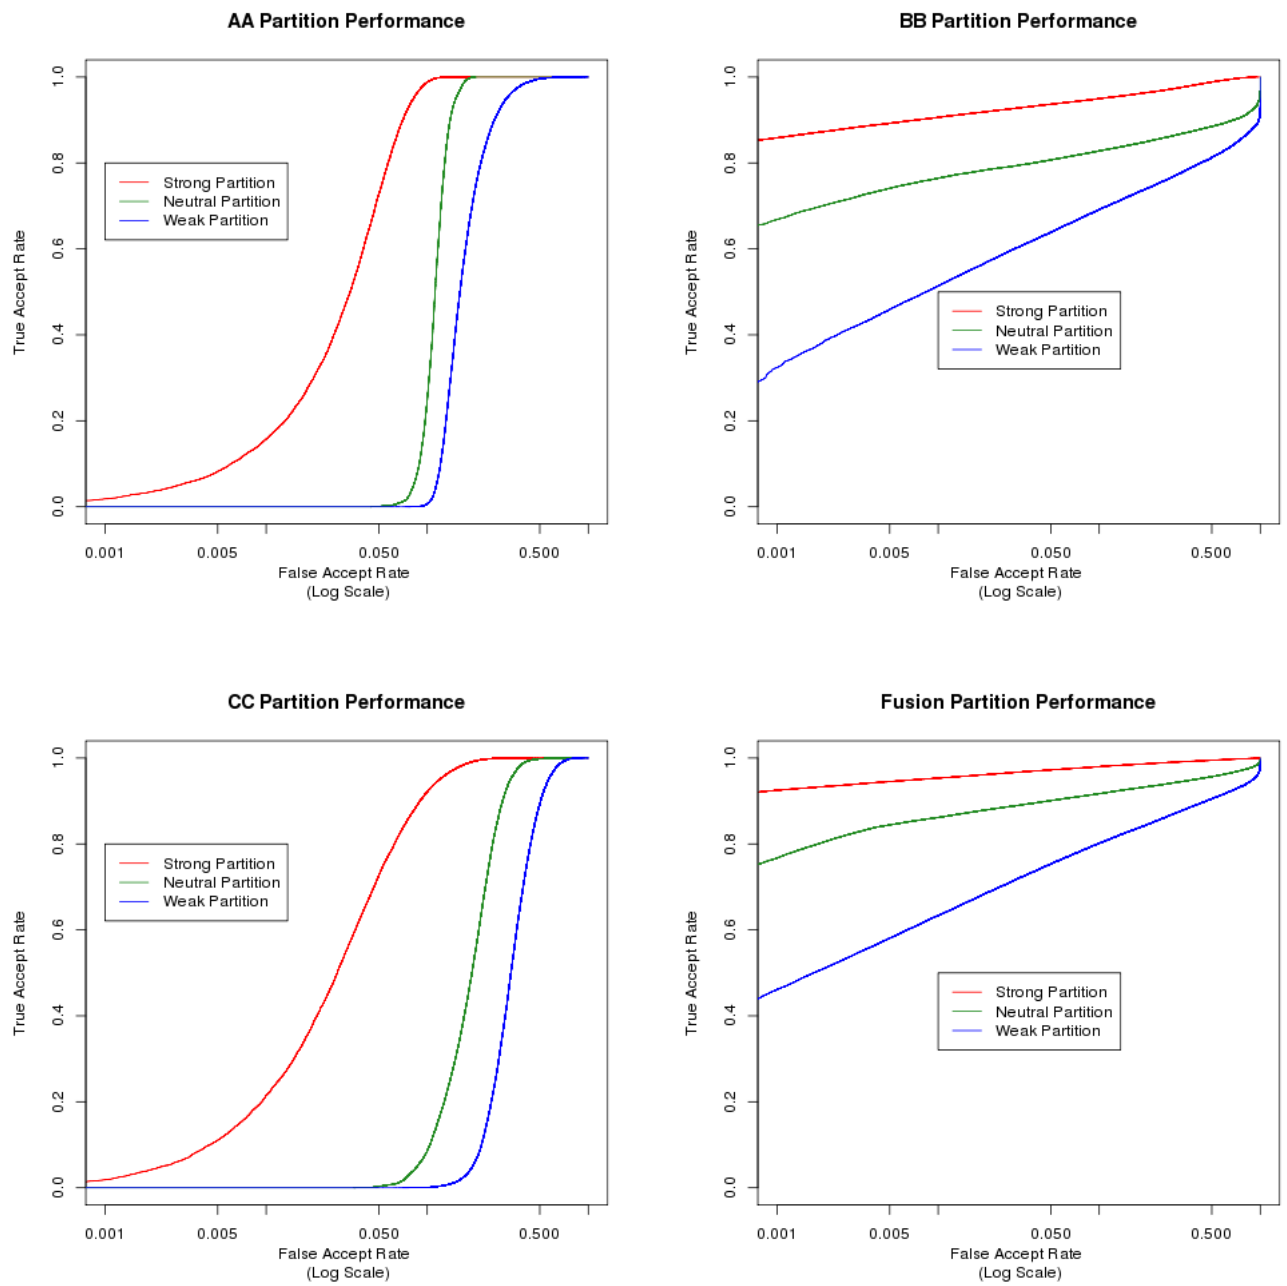 AA Partition Performance
1.0
0.8
0.6
0.4
0.2
0.0
True Accept Rate
Strong Partition
Neutral Partition
Weak Partition
0.001 0.005 0.050 0.500
False Accept Rate
(Log Scale)
BB Partition Performance
1.0
0.8
0.6
0.4
0.2
0.0
True Accept Rate
Strong Partition
Neutral Partition
Weak Partition
0.001 0.005 0.050 0.500
False Accept Rate
(Log Scale)
CC Partition Performance
1.0
0.8
0.6
0.4
0.2
0.0
True Accept Rate
Strong Partition
Neutral Partition
Weak Partition
0.001 0.005 0.050 0.500
False Accept Rate
(Log Scale)
Fusion Partition Performance
1.0
0.8
0.6
0.4
0.2
0.0
True Accept Rate
Strong Partition
Neutral Partition
Weak Partition
0.001 0.005 0.050 0.500
False Accept Rate
(Log Scale)